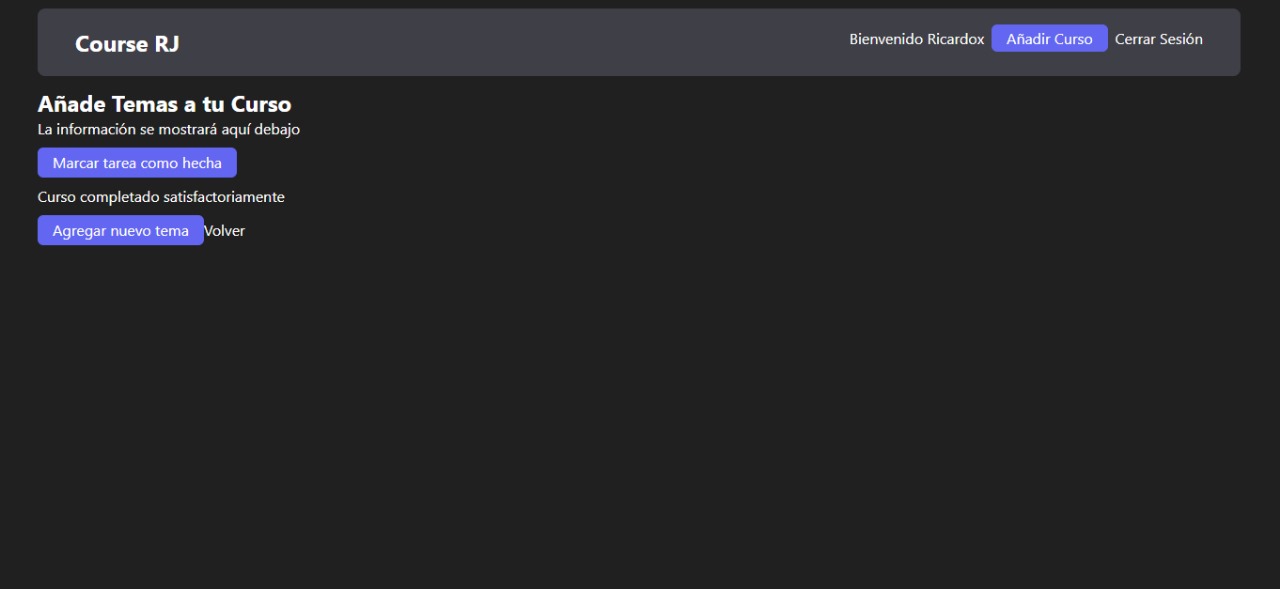 Course RJ
Bienvenido Ricardox Añadir Curso Cerrar Sesión
Añade Temas a tu Curso
La información se mostrará aquí debajo
Marcar tarea como hecha
Curso completado satisfactoriamente
Agregar nuevo tema Volver